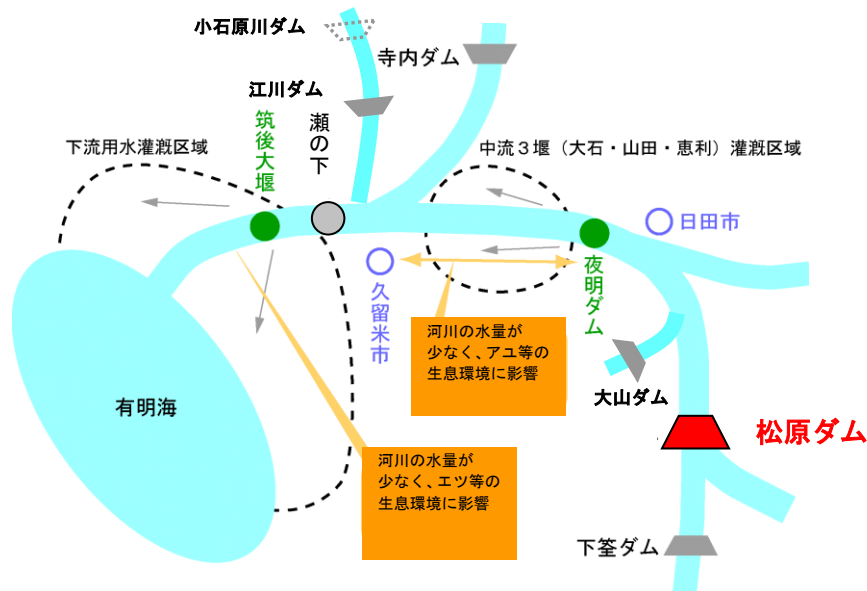 小石原川ダム
寺内ダム
江川ダム
筑後大堰
瀬の下
下流用水灌漑区域
中流３堰（大石・山田・恵利）灌漑区域
日田市
久留米市
夜明ダム
河川の水量が
少なく、アユ等の
生息環境に影響
大山ダム
有明海
松原ダム
河川の水量が
少なく、エツ等の
生息環境に影響
下筌ダム